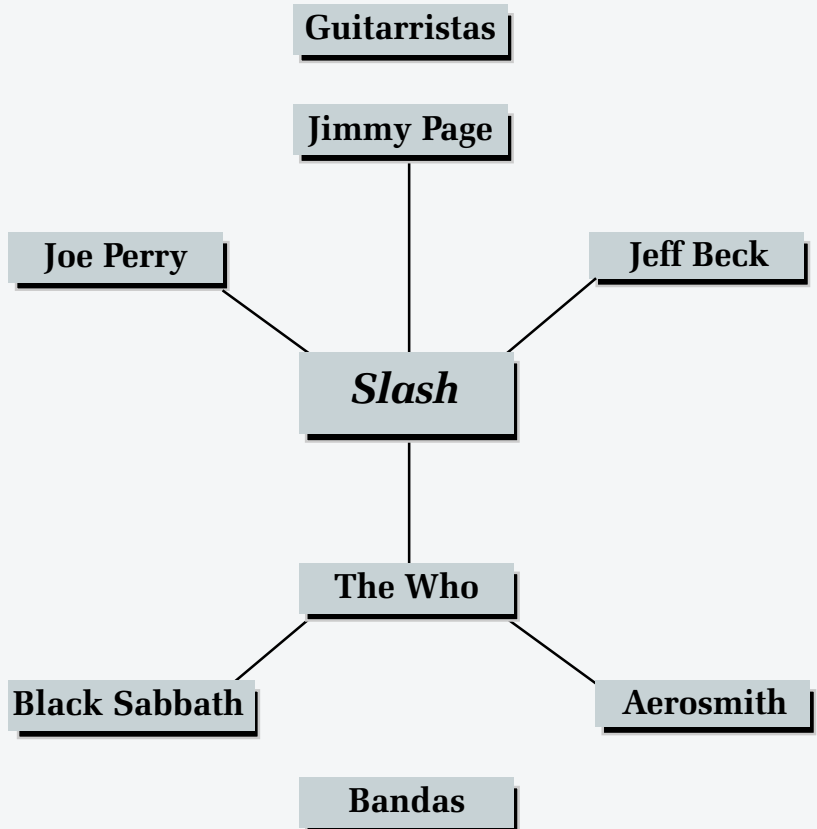 Guitarristas
Jimmy Page
Joe Perry
Jeff Beck
Slash
The Who
Black Sabbath
Aerosmith
Bandas